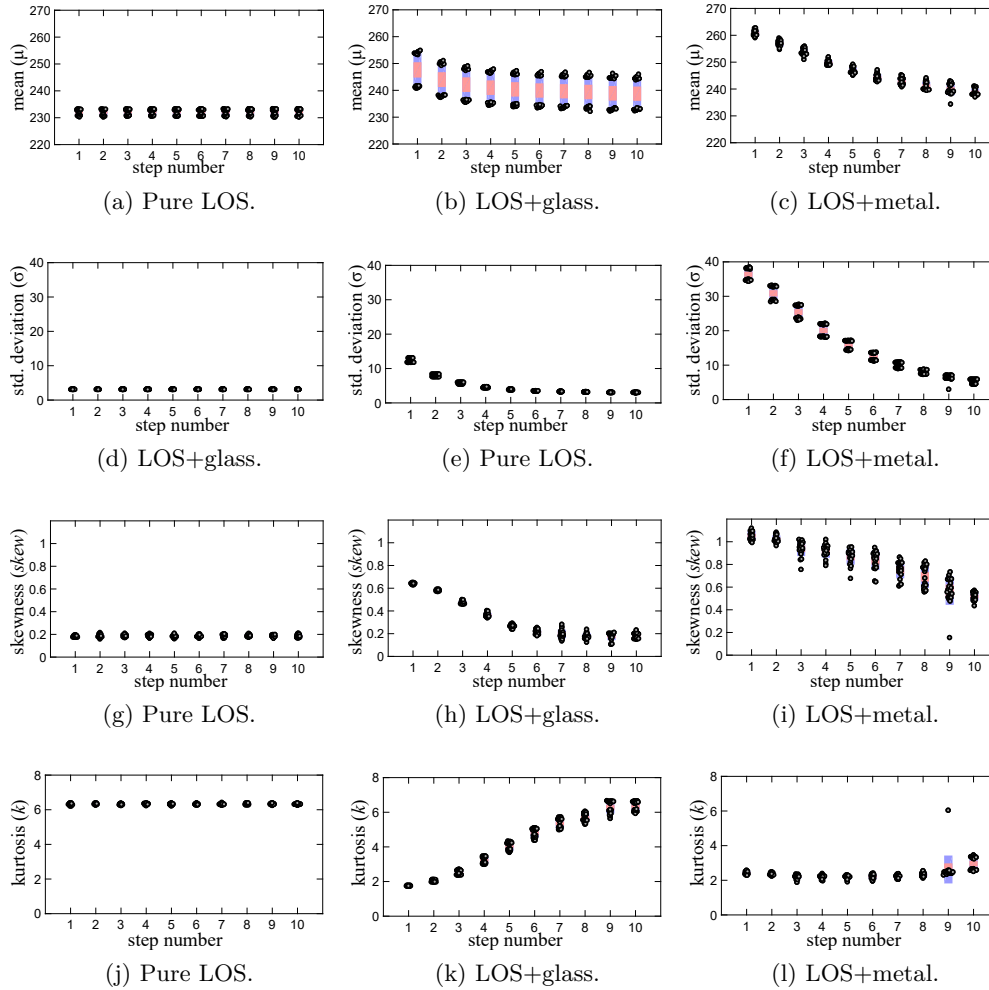 270
260
250
240
230
220
mean (μ)
1 2 3 4 5 6 7 8 9 10
step number
(a) Pure LOS.
270
260
250
240
230
220
mean (μ)
1 2 3 4 5 6 7 8 9 10
step number
(b) LOS+glass.
270
260
250
240
230
220
mean (μ)
1 2 3 4 5 6 7 8 9 10
step number
(c) LOS+metal.
40
30
20
10
0
std. deviation (σ)
1 2 3 4 5 6 7 8 9 10
step number
(d) LOS+glass.
40
30
20
10
0
std. deviation (σ)
1 2 3 4 5 6 7 8 9 10
step number
(e) Pure LOS.
40
30
20
10
0
std. deviation (σ)
1 2 3 4 5 6 7 8 9 10
step number
(f) LOS+metal.
1
0.8
0.6
0.4
0.2
0
skewness (skew)
1 2 3 4 5 6 7 8 9 10
step number
(g) Pure LOS.
1
0.8
0.6
0.4
0.2
0
skewness (skew)
1 2 3 4 5 6 7 8 9 10
step number
(h) LOS+glass.
1
0.8
0.6
0.4
0.2
0
skewness (skew)
1 2 3 4 5 6 7 8 9 10
step number
(i) LOS+metal.
8
6
4
2
0
kurtosis (k)
1 2 3 4 5 6 7 8 9 10
step number
(j) Pure LOS.
8
6
4
2
0
kurtosis (k)
1 2 3 4 5 6 7 8 9 10
step number
(k) LOS+glass.
8
6
4
2
0
kurtosis (k)
1 2 3 4 5 6 7 8 9 10
step number
(l) LOS+metal.